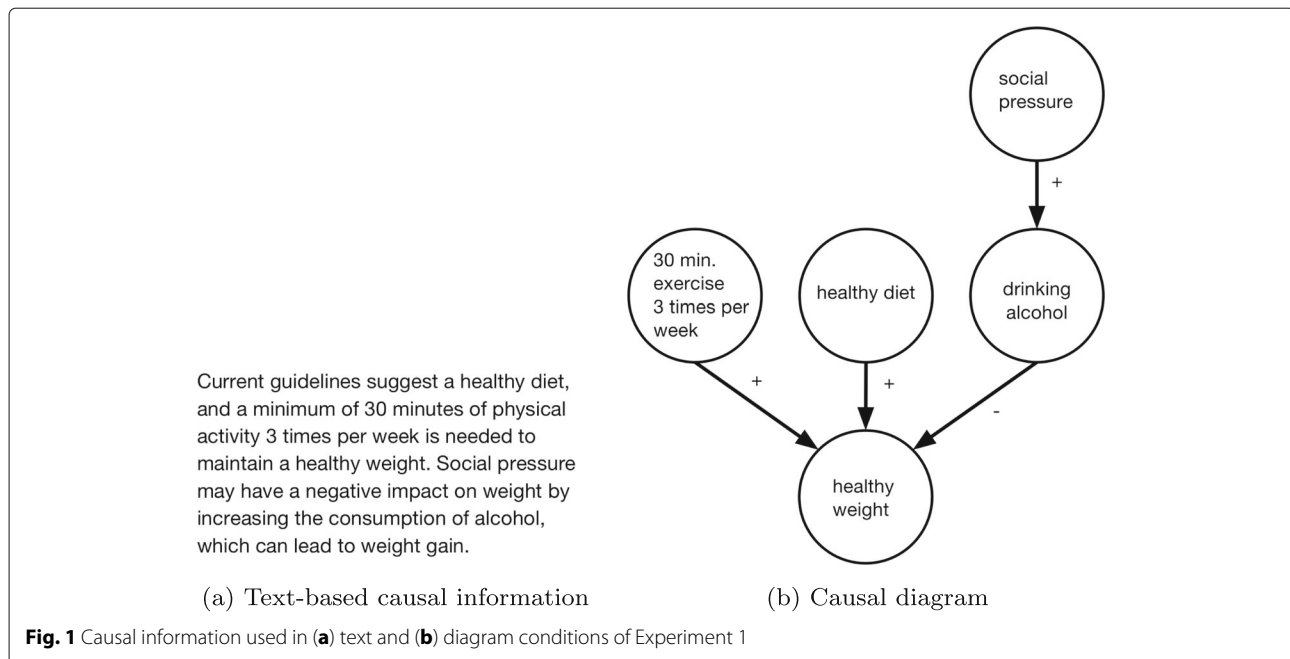 social
pressure
+
30 min.
exercise
3 times per
week
healthy diet
drinking
alcohol
+
+
-
healthy
weight
Current guidelines suggest a healthy diet,
and a minimum of 30 minutes of physical
activity 3 times per week is needed to
maintain a healthy weight. Social pressure
may have a negative impact on weight by
increasing the consumption of alcohol,
which can lead to weight gain.
(a) Text-based causal information
(b) Causal diagram
Fig. 1 Causal information used in (a) text and (b) diagram conditions of Experiment 1